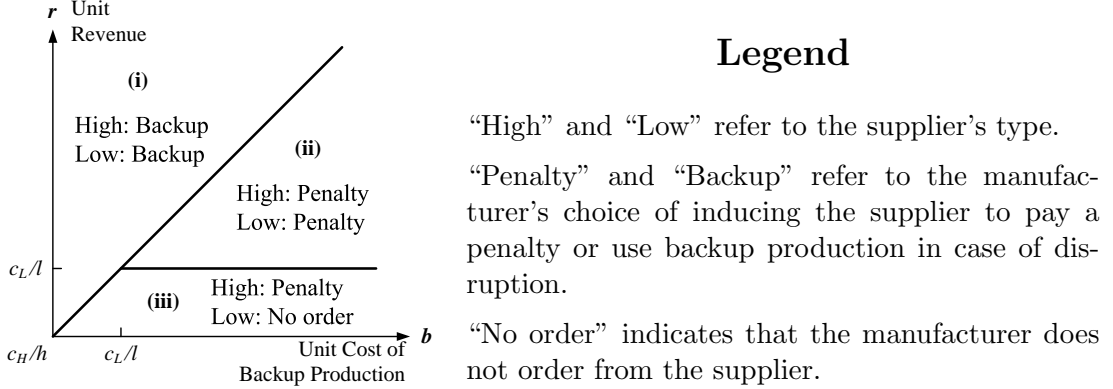 r Unit
Revenue
(i)
High: Backup
Low: Backup
(ii)
High: Penalty
Low: Penalty
c_L/l
(iii)
High: Penalty
Low: No order
b
c_H/h
c_L/l
Unit Cost of
Backup Production
Legend
“High” and “Low” refer to the supplier’s type.
“Penalty” and “Backup” refer to the manufac-
turer’s choice of inducing the supplier to pay a
penalty or use backup production in case of dis-
ruption.
“No order” indicates that the manufacturer does
not order from the supplier.